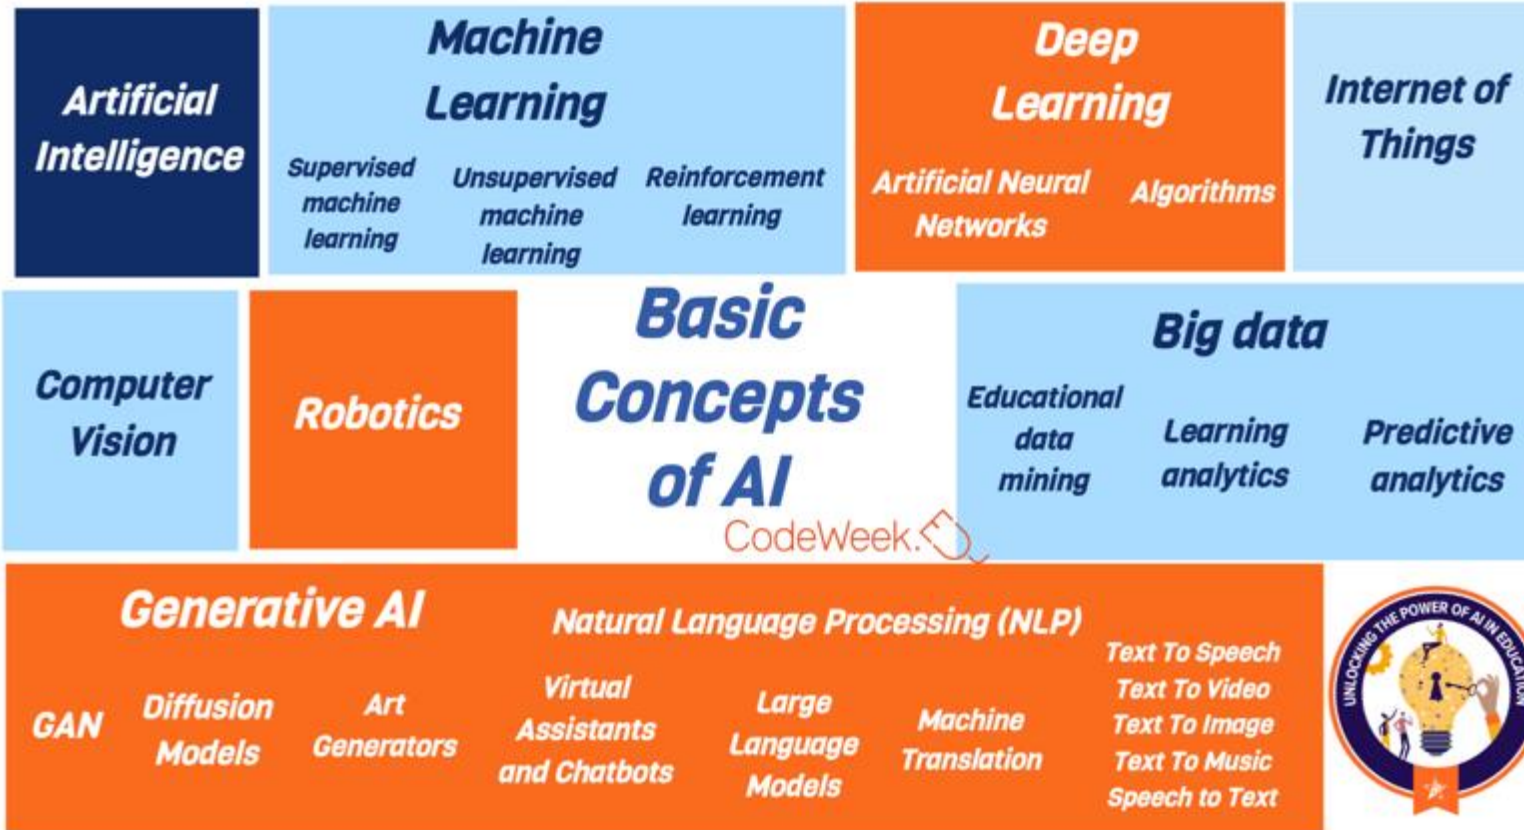 Artificial
Intelligence
Machine
Learning
Supervised
machine
learning
Unsupervised
machine
learning
Reinforcement
learning
Deep
Learning
Artificial Neural
Networks
Algorithms
Internet of
Things
Computer
Vision
Robotics
Basic
Concepts
of AI
CodeWeek.
Big data
Educational
data
mining
Learning
analytics
Predictive
analytics
Generative AI
GAN
Diffusion
Models
Art
Generators
Natural Language Processing (NLP)
Virtual
Assistants
and Chatbots
Large
Language
Models
Machine
Translation
Text To Speech
Text To Video
Text To Image
Text To Music
Speech to Text
UNLOCKING THE POWER OF AI IN EDUCATION